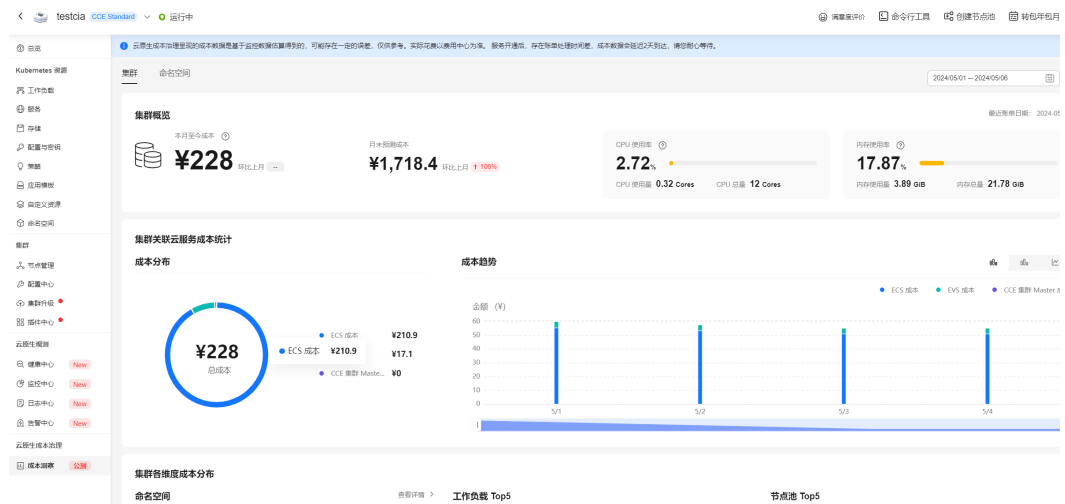 testcia CCE Standard 运行中 满意度评价 命令行工具 创建节点池 转包年包月
总览
云原生成本治理呈现的成本数据是基于监控数据估算得到的，可能存在一定的误差，仅供参考。实际花费以费用中心为准。 服务开通后，存在账单处理时间差，成本数据会延迟2天到达，请您耐心等待。
Kubernetes 资源
工作负载
服务
存储
配置与密钥
策略
应用模板
自定义资源
命名空间
集群
节点管理
配置中心
集群升级
插件中心
云原生观测
健康中心 New
监控中心 New
日志中心 New
告警中心 New
云原生成本治理
成本洞察 公测
集群 命名空间
2024/05/01 – 2024/05/06
集群概览
最近账单日期： 2024-05
本月至今成本
¥228 环比上月 --
月末预测成本
¥1,718.4 环比上月 106%
CPU 使用率
2.72%
CPU 使用量 0.32 Cores CPU 总量 12 Cores
内存使用率
17.87%
内存使用量 3.89 GiB 内存总量 21.78 GiB
集群关联云服务成本统计
成本分布
¥228
总成本
ECS 成本 ¥210.9
ECS 成本 ¥210.9
¥17.1
CCE 集群 Maste... ¥0
成本趋势
ECS 成本 EVS 成本 CCE 集群 Master
金额 (¥)
60
50
40
30
20
10
0
5/1 5/2 5/3 5/4
集群各维度成本分布
命名空间 查看详情
工作负载 Top5
节点池 Top5